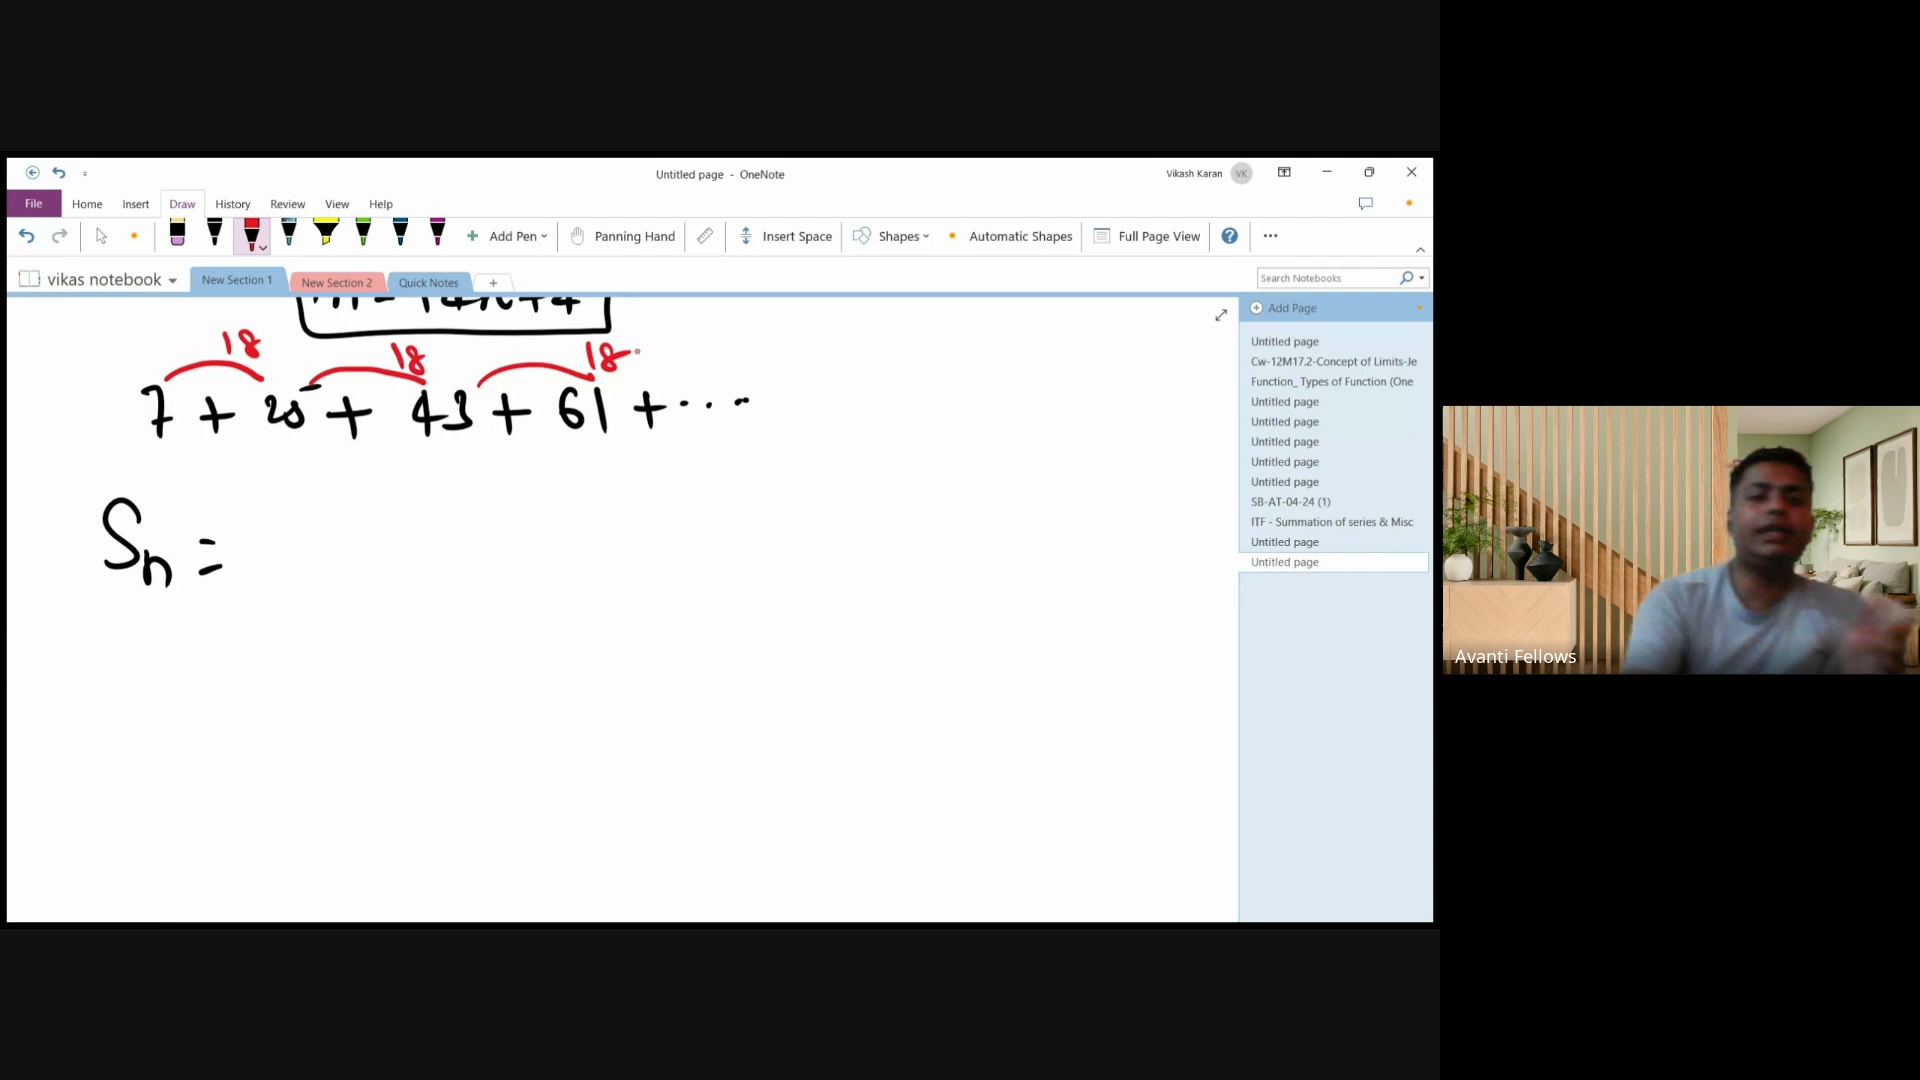 Untitled page - OneNote
Vikash Karan VK
File Home Insert Draw History Review View Help
Add Pen Panning Hand Insert Space Shapes Automatic Shapes Full Page View ? ...
vikas notebook New Section 1 New Section 2 Quick Notes +
Search Notebooks
18 18 18
7 + 25 + 43 + 61 + ...
Sn =
Add Page
Untitled page
Cw-12M17.2-Concept of Limits-Je
Function_ Types of Function (One
Untitled page
Untitled page
Untitled page
Untitled page
Untitled page
SB-AT-04-24 (1)
ITF - Summation of series & Misc
Untitled page
Untitled page
Avanti Fellows